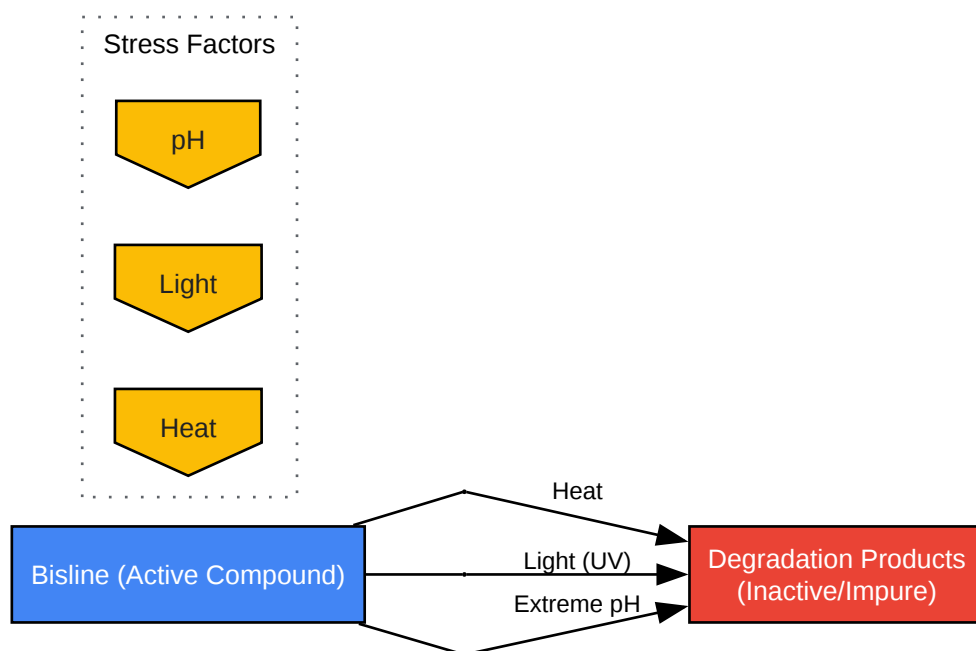 Stress Factors
pH
Light
Heat
Heat
Bisline (Active Compound)
Light (UV)
Extreme pH
Degradation Products
(Inactive/Impure)